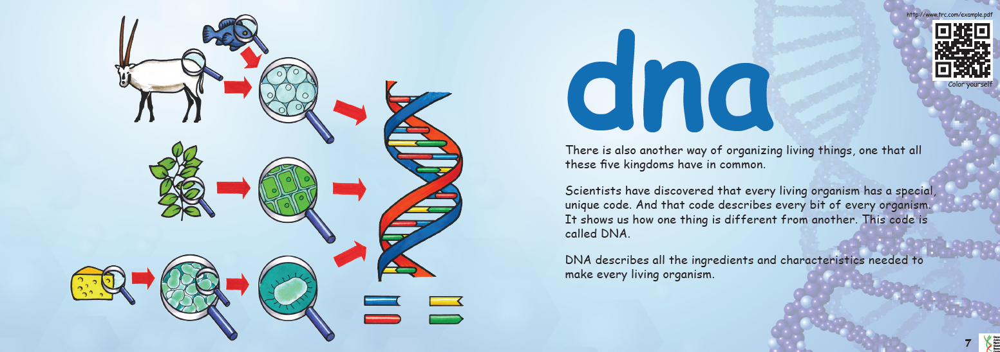 http://www.trc.com/example.pdf
Color yourself
dna
There is also another way of organizing living things, one that all
these five kingdoms have in common.
Scientists have discovered that every living organism has a special,
unique code. And that code describes every bit of every organism.
It shows us how one thing is different from another. This code is
called DNA.
DNA describes all the ingredients and characteristics needed to
make every living organism.
7